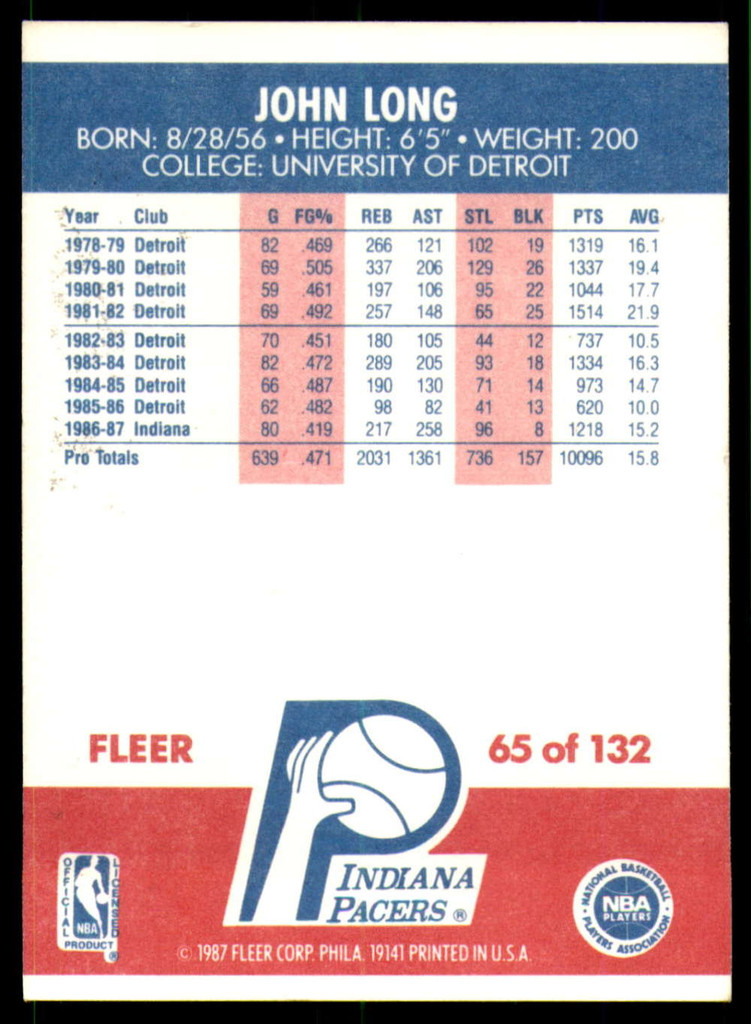 JOHN LONG
BORN: 8/28/56 • HEIGHT: 6'5" • WEIGHT: 200
COLLEGE: UNIVERSITY OF DETROIT
Year Club G FG% REB AST STL BLK PTS AVG
1978-79 Detroit 82 .469 266 121 102 19 1319 16.1
1979-80 Detroit 69 .505 337 206 129 26 1337 19.4
1980-81 Detroit 59 .461 197 106 95 22 1044 17.7
1981-82 Detroit 69 .492 257 148 65 25 1514 21.9
1982-83 Detroit 70 .451 180 105 44 12 737 10.5
1983-84 Detroit 82 .472 289 205 93 18 1334 16.3
1984-85 Detroit 66 .487 190 130 71 14 973 14.7
1985-86 Detroit 62 .482 98 82 41 13 620 10.0
1986-87 Indiana 80 .419 217 258 96 8 1218 15.2
Pro Totals 639 .471 2031 1361 736 157 10096 15.8
FLEER 65 of 132
INDIANA
PACERS ®
OFFICIAL LICENSED
NBA
PRODUCT ®
• NATIONAL BASKETBALL •
NBA
PLAYERS
PLAYERS ASSOCIATION
© 1987 FLEER CORP. PHILA. 19141 PRINTED IN U.S.A.